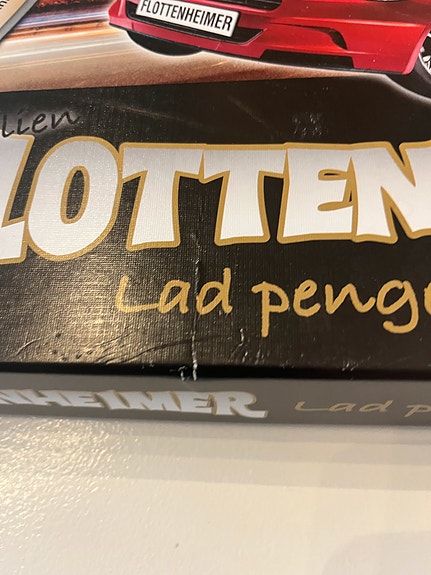 FLOTTENHEIMER
lien
LOTTEN
Lad penge
NHEIMER Lad p